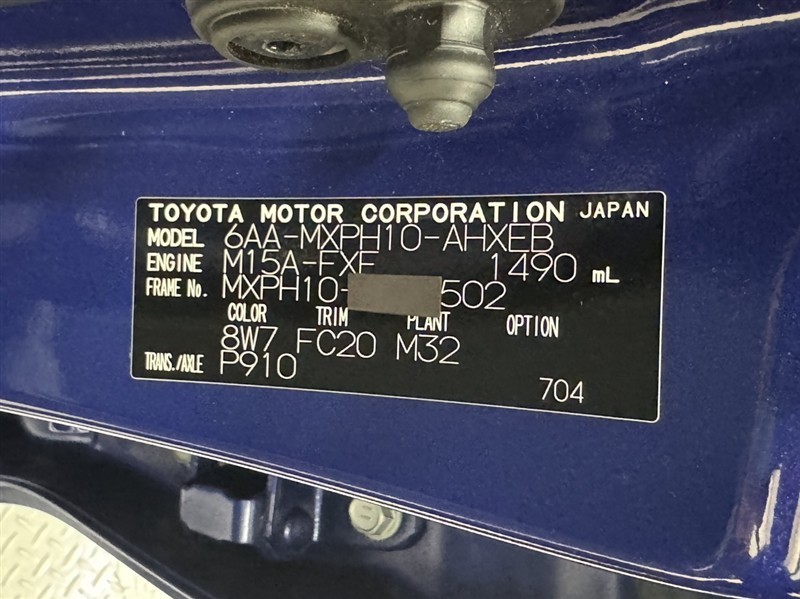 TOYOTA MOTOR CORPORATION JAPAN
MODEL 6AA-MXPH10-AHXEB
ENGINE M15A-FXE 1490 mL
FRAME No. MXPH10- 502
COLOR TRIM PLANT OPTION
8W7 FC20 M32
TRANS./AXLE P910
704